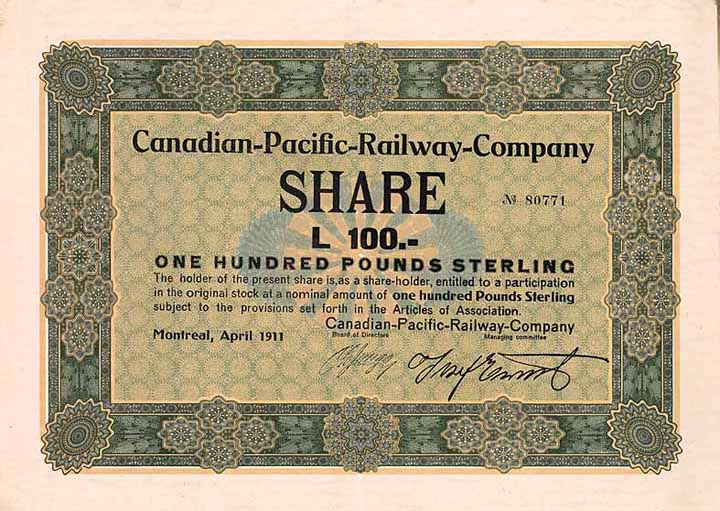 Canadian-Pacific-Railway-Company
SHARE
№ 80771
L 100.-
ONE HUNDRED POUNDS STERLING
The holder of the present share is, as a share-holder, entitled to a participation
in the original stock at a nominal amount of one hundred Pounds Sterling
subject to the provisions set forth in the Articles of Association.
Montreal, April 1911
Canadian-Pacific-Railway-Company
Board of Directors Managing committee